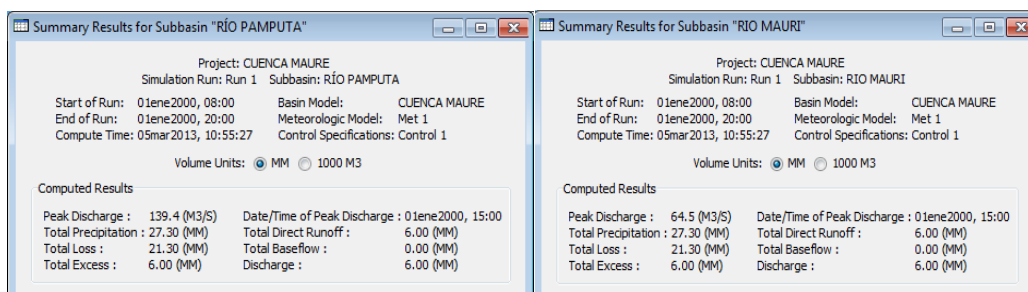 Summary Results for Subbasin "RÍO PAMPUTA"
Project: CUENCA MAURE
Simulation Run: Run 1 Subbasin: RÍO PAMPUTA
Start of Run: 01ene2000, 08:00 Basin Model: CUENCA MAURE
End of Run: 01ene2000, 20:00 Meteorologic Model: Met 1
Compute Time: 05mar2013, 10:55:27 Control Specifications: Control 1
Volume Units: MM 1000 M3
Computed Results
Peak Discharge : 139.4 (M3/S) Date/Time of Peak Discharge : 01ene2000, 15:00
Total Precipitation : 27.30 (MM) Total Direct Runoff : 6.00 (MM)
Total Loss : 21.30 (MM) Total Baseflow : 0.00 (MM)
Total Excess : 6.00 (MM) Discharge : 6.00 (MM)
Summary Results for Subbasin "RIO MAURI"
Project: CUENCA MAURE
Simulation Run: Run 1 Subbasin: RIO MAURI
Start of Run: 01ene2000, 08:00 Basin Model: CUENCA MAURE
End of Run: 01ene2000, 20:00 Meteorologic Model: Met 1
Compute Time: 05mar2013, 10:55:27 Control Specifications: Control 1
Volume Units: MM 1000 M3
Computed Results
Peak Discharge : 64.5 (M3/S) Date/Time of Peak Discharge : 01ene2000, 15:00
Total Precipitation : 27.30 (MM) Total Direct Runoff : 6.00 (MM)
Total Loss : 21.30 (MM) Total Baseflow : 0.00 (MM)
Total Excess : 6.00 (MM) Discharge : 6.00 (MM)